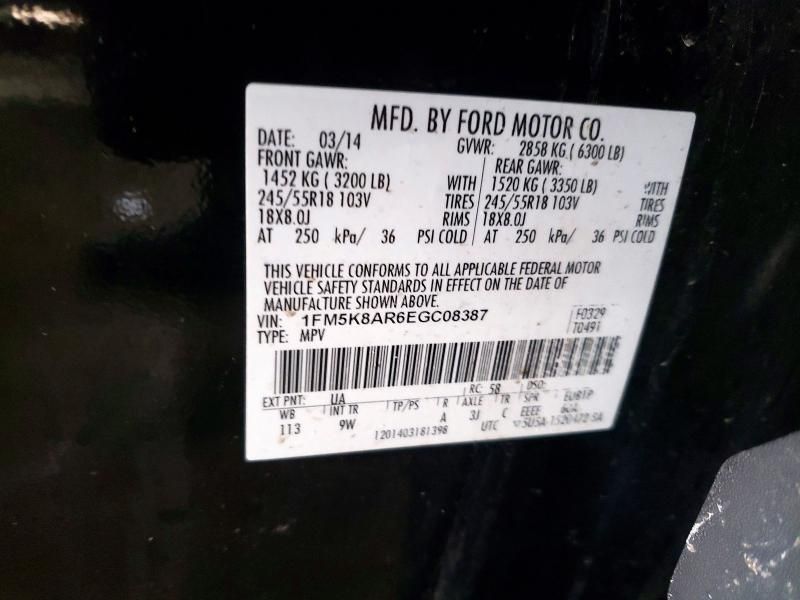 MFD. BY FORD MOTOR CO.
DATE: 03/14 GVWR: 2858 KG ( 6300 LB)
FRONT GAWR: REAR GAWR:
1452 KG ( 3200 LB) WITH 1520 KG ( 3350 LB) WITH
245/55R18 103V TIRES 245/55R18 103V TIRES
18X8.0J RIMS 18X8.0J RIMS
AT 250 kPa/ 36 PSI COLD AT 250 kPa/ 36 PSI COLD
THIS VEHICLE CONFORMS TO ALL APPLICABLE FEDERAL MOTOR
VEHICLE SAFETY STANDARDS IN EFFECT ON THE DATE OF
MANUFACTURE SHOWN ABOVE.
VIN: 1FM5K8AR6EGC08387 F0329
TYPE: MPV T0491
EXT PNT: UA RC: 58 DSO:
WB INT TR TP/PS R AXLE TR SPR
113 9W A 3J C EEEE
1201403181398 UTC